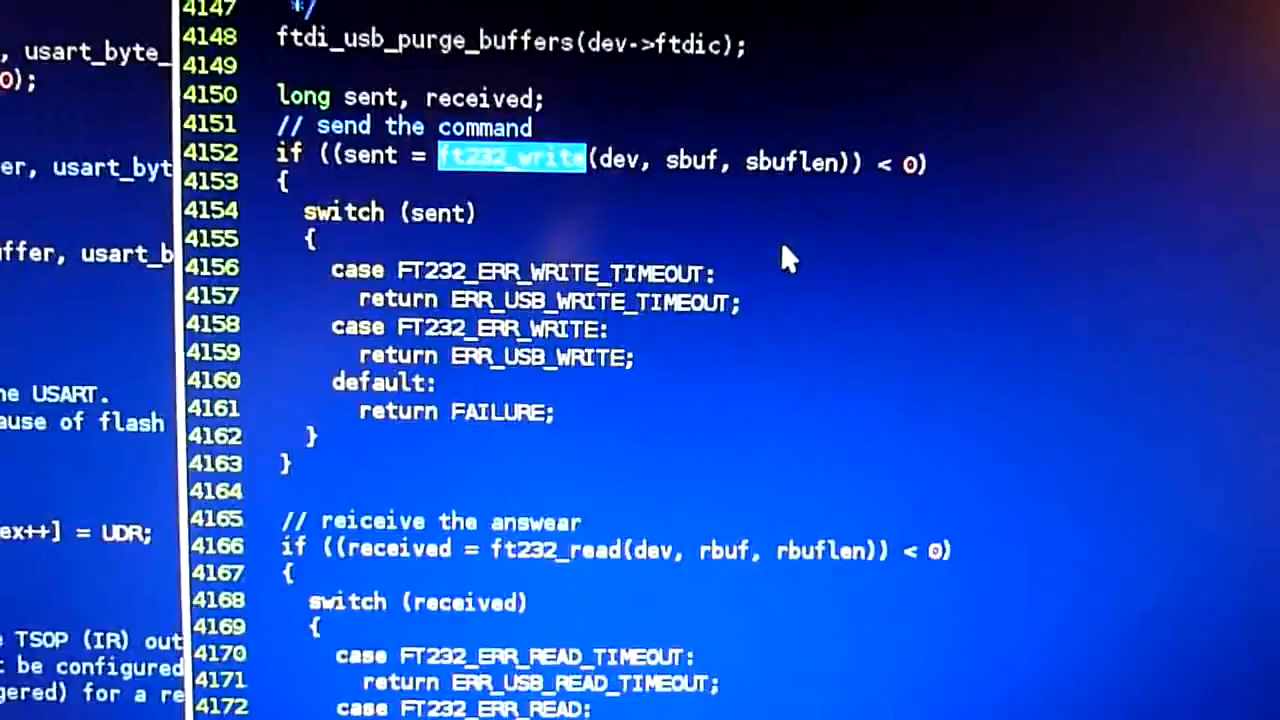 , usart_byte_
0);
er, usart_byt
ffer, usart_b
he USART.
ause of flash
ex++] = UDR;
TSOP (IR) out
t be configured
gered) for a re
4147 */
4148 ftdi_usb_purge_buffers(dev->ftdic);
4149
4150 long sent, received;
4151 // send the command
4152 if ((sent = ft232_write(dev, sbuf, sbuflen)) < 0)
4153 {
4154 switch (sent)
4155 {
4156 case FT232_ERR_WRITE_TIMEOUT:
4157 return ERR_USB_WRITE_TIMEOUT;
4158 case FT232_ERR_WRITE:
4159 return ERR_USB_WRITE;
4160 default:
4161 return FAILURE;
4162 }
4163 }
4164
4165 // reiceive the answear
4166 if ((received = ft232_read(dev, rbuf, rbuflen)) < 0)
4167 {
4168 switch (received)
4169 {
4170 case FT232_ERR_READ_TIMEOUT:
4171 return ERR_USB_READ_TIMEOUT;
4172 case FT232_ERR_READ: